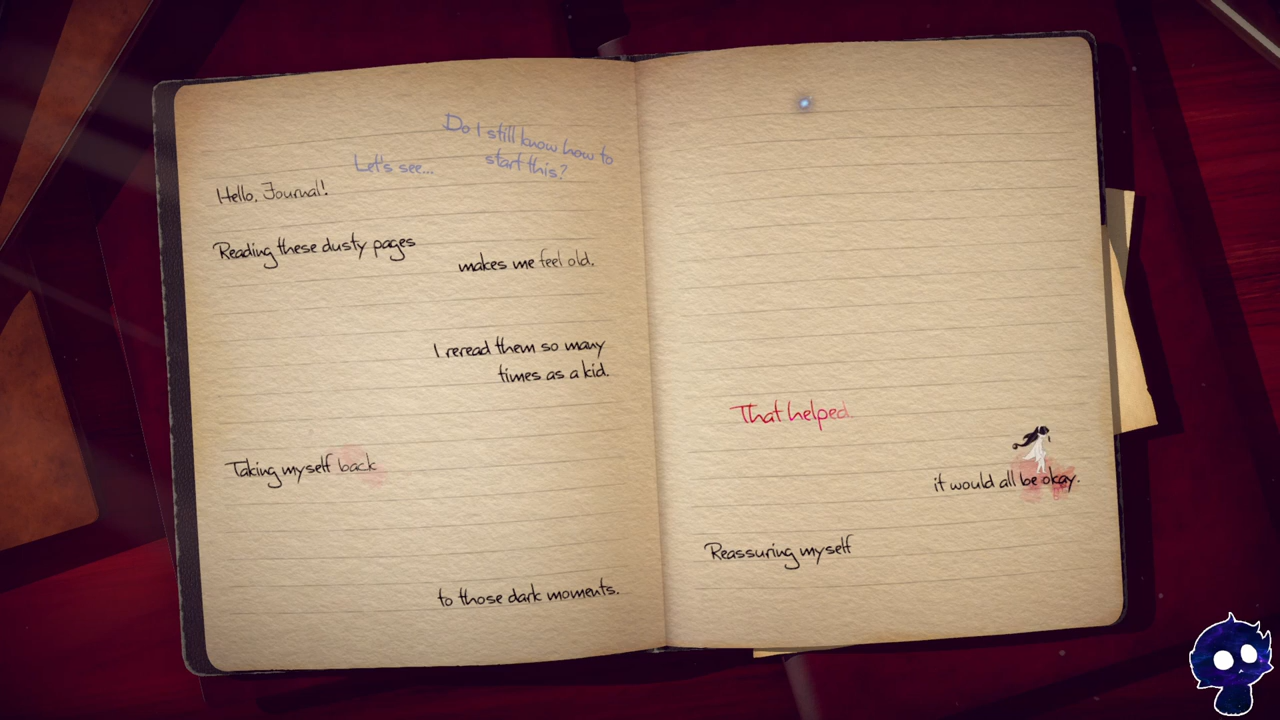 Do I still know how to
start this?
Let's see...
Hello, Journal!
Reading these dusty pages
makes me feel old.
I reread them so many
times as a kid.
Taking myself back
to those dark moments.
That helped.
it would all be okay.
Reassuring myself